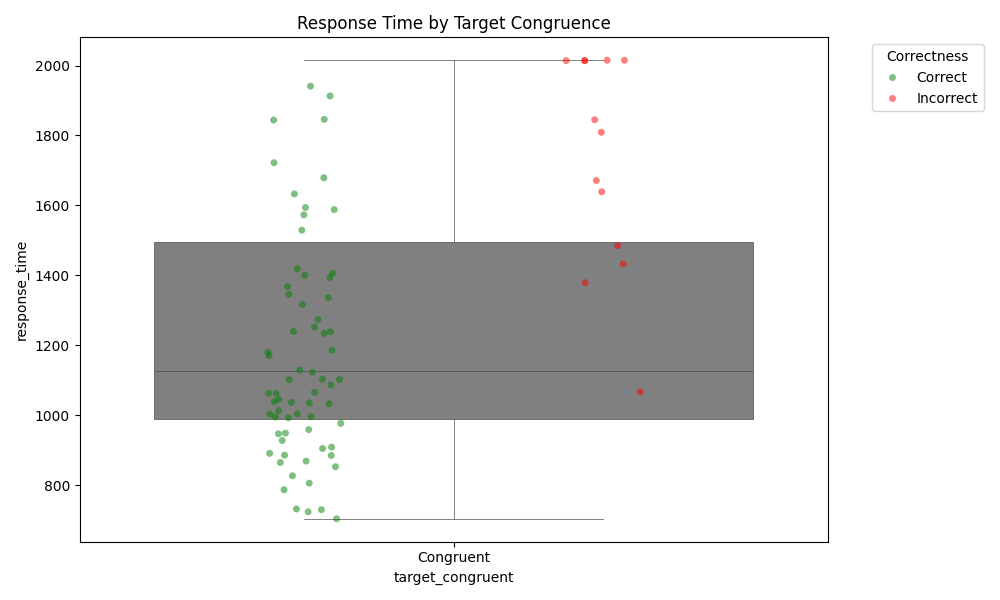 Response Time by Target Congruence
Correctness
Correct
Incorrect
2000
1800
1600
1400
1200
1000
800
response_time
Congruent
target_congruent